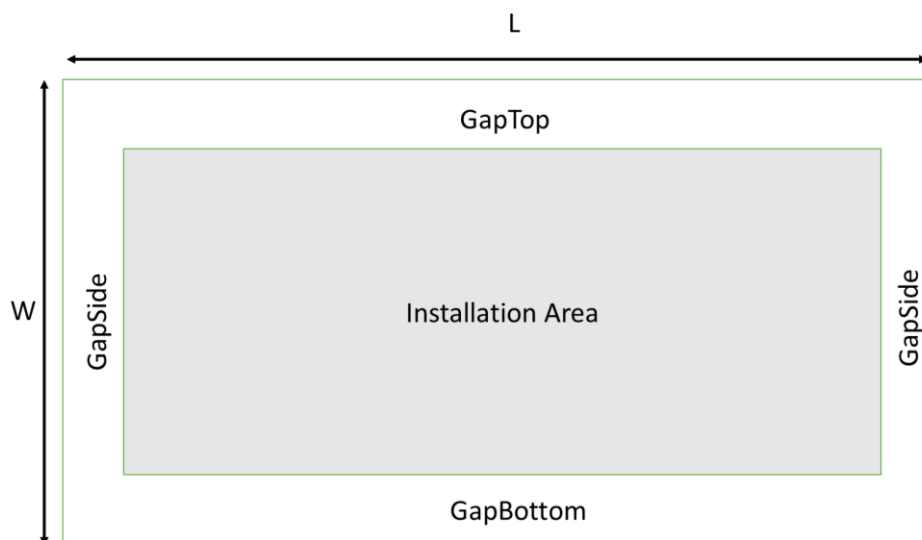 L
GapTop
W
GapSide
Installation Area
GapSide
GapBottom